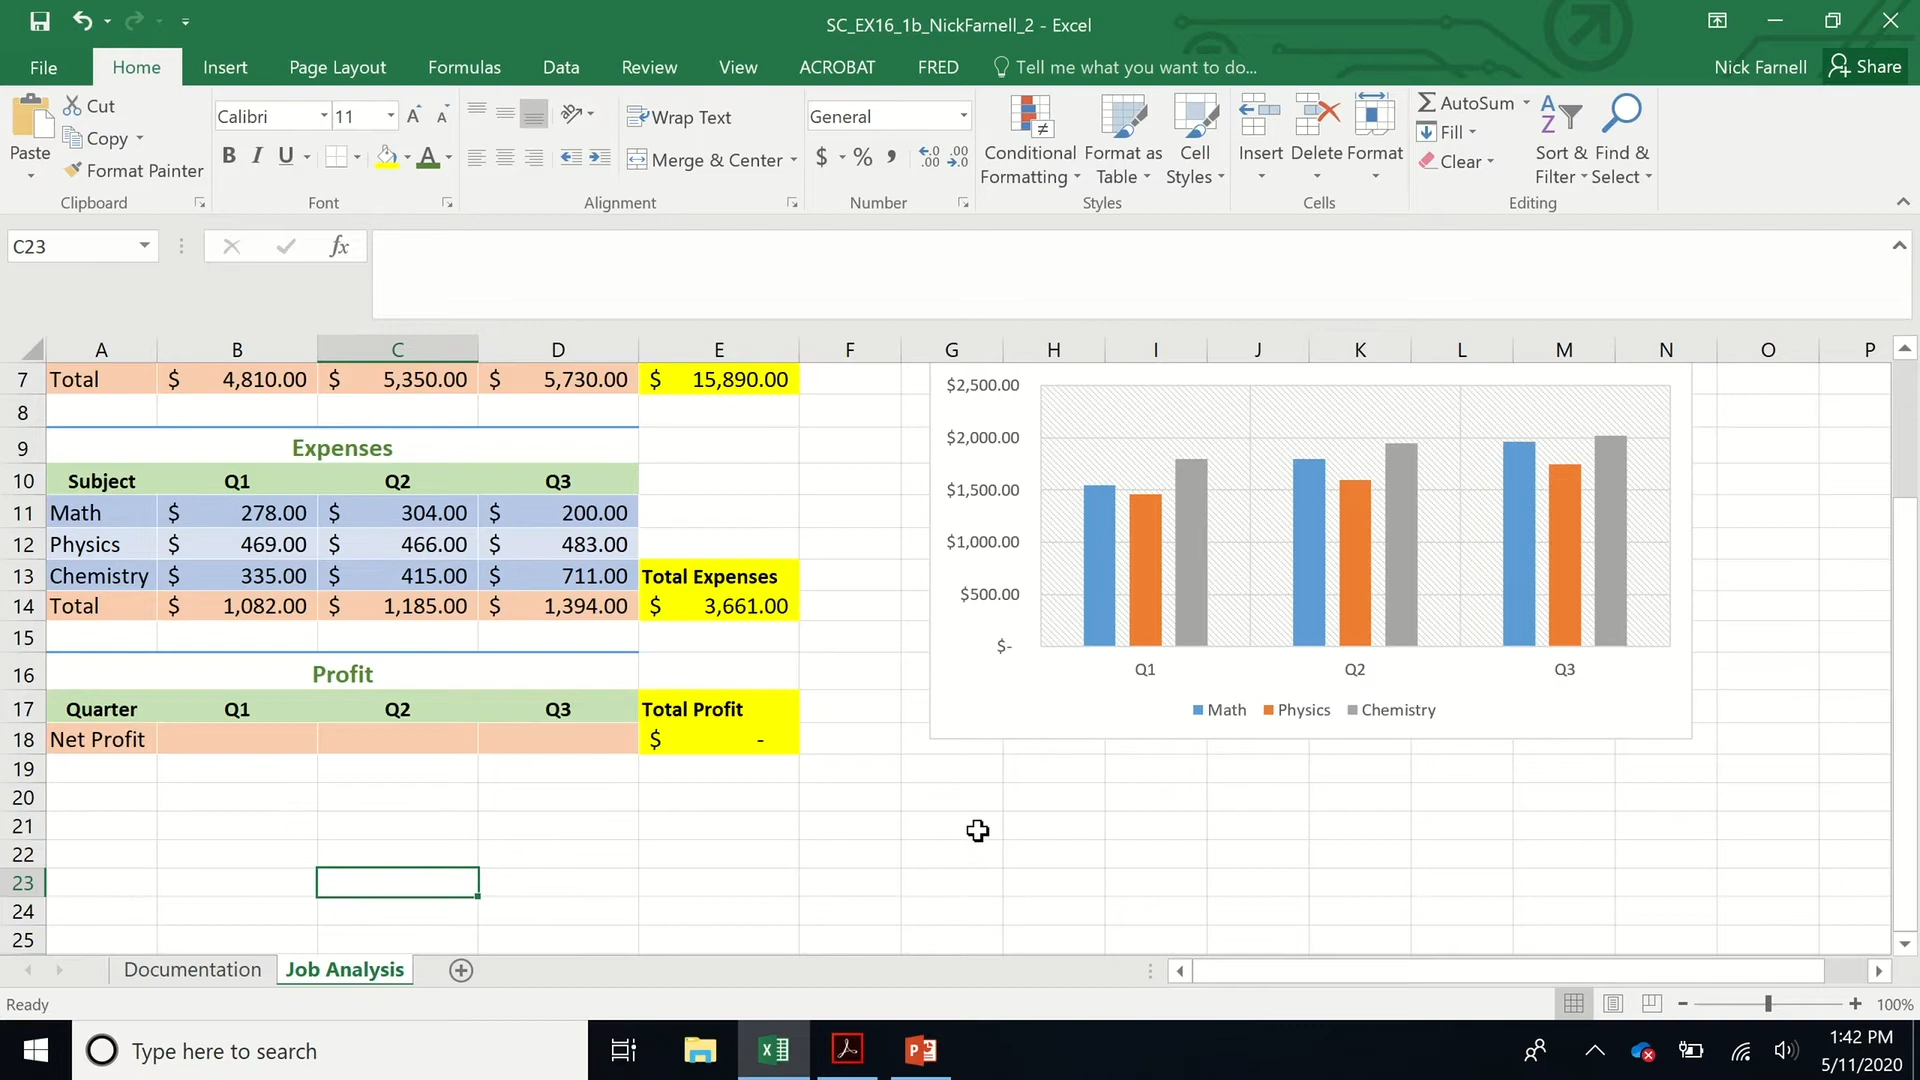 SC_EX16_1b_NickFarnell_2 - Excel
File Home Insert Page Layout Formulas Data Review View ACROBAT FRED Tell me what you want to do... Nick Farnell Share
Paste
Cut
Copy
Format Painter
Clipboard
Calibri 11
B I U A
Font
Wrap Text
Merge & Center
Alignment
General
$ % ,
Number
Conditional Formatting
Format as Table
Cell Styles
Styles
Insert Delete Format
Cells
AutoSum
Fill
Clear
Sort & Filter
Find & Select
Editing
C23 fx
A B C D E F G H I J K L M N O P
7 Total $ 4,810.00 $ 5,350.00 $ 5,730.00 $ 15,890.00
8
9 Expenses
10 Subject Q1 Q2 Q3
11 Math $ 278.00 $ 304.00 $ 200.00
12 Physics $ 469.00 $ 466.00 $ 483.00
13 Chemistry $ 335.00 $ 415.00 $ 711.00 Total Expenses
14 Total $ 1,082.00 $ 1,185.00 $ 1,394.00 $ 3,661.00
15
16 Profit
17 Quarter Q1 Q2 Q3 Total Profit
18 Net Profit $ -
19
20
21
22
23
24
25
$2,500.00
$2,000.00
$1,500.00
$1,000.00
$500.00
$-
Q1 Q2 Q3
Math Physics Chemistry
Documentation Job Analysis
Ready 100%
Type here to search
1:42 PM
5/11/2020